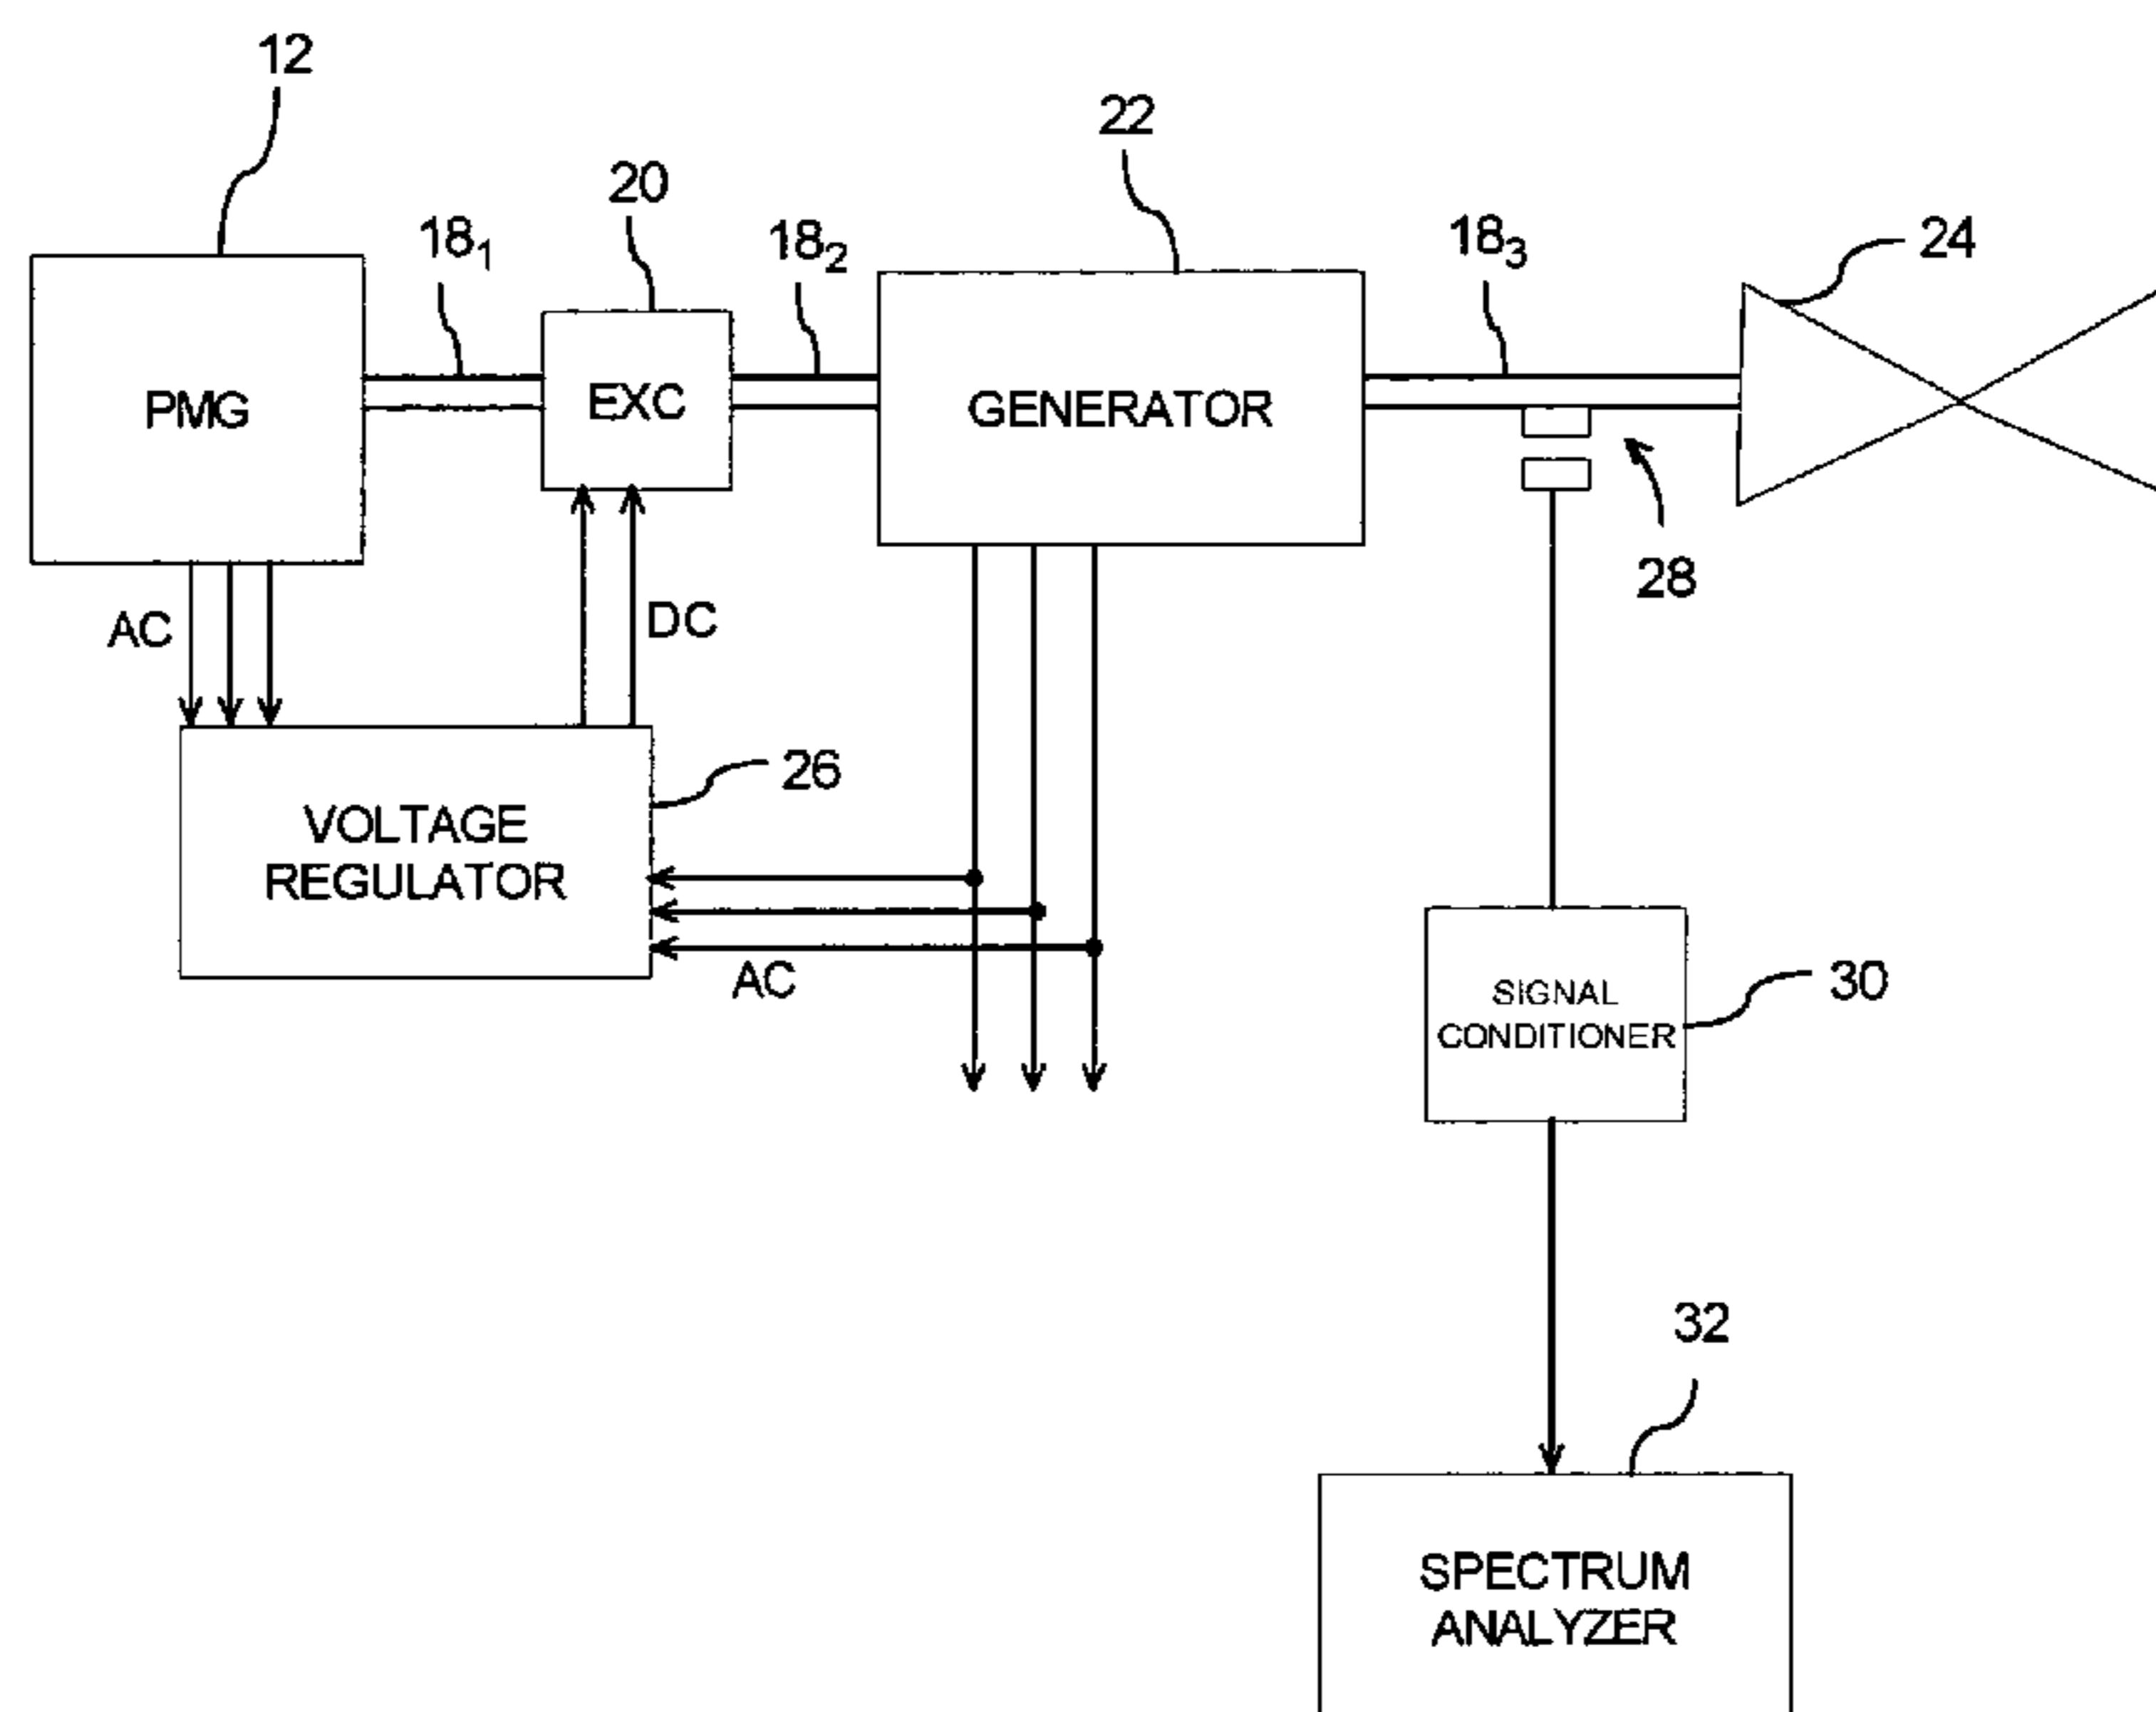 12
22
20
18₁
18₂
18₃
24
PMG
EXC
GENERATOR
28
AC
DC
26
VOLTAGE
REGULATOR
AC
30
SIGNAL
CONDITIONER
32
SPECTRUM
ANALYZER